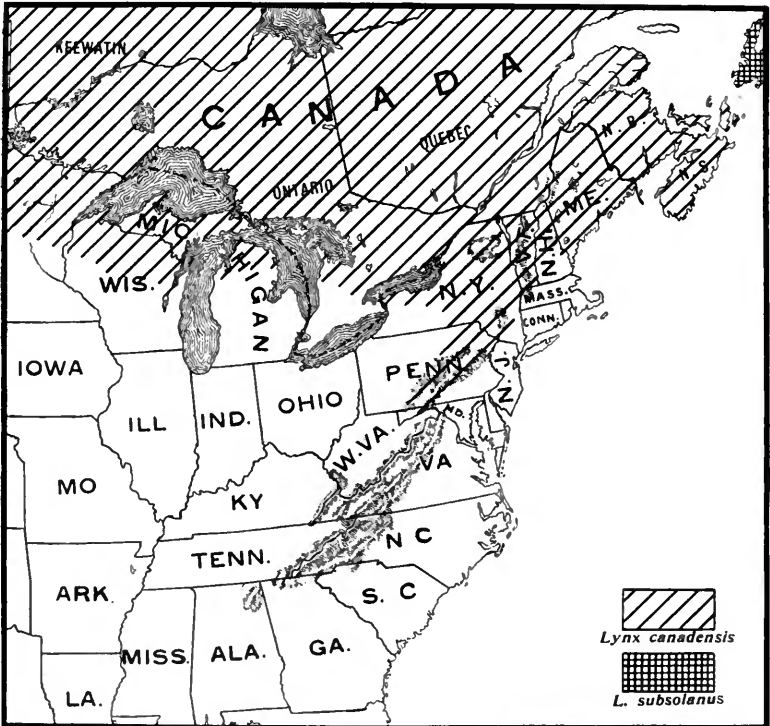 KEEWATIN
CANADA
QUEBEC
ONTARIO
N. B.
N. S.
ME.
N.H.
MICHIGAN
WIS.
N.Y.
MASS.
CONN.
IOWA
PENN
N.J.
ILL
IND.
OHIO
MD.
W.VA.
VA
MO
KY
TENN.
N C
ARK.
S. C
MISS.
ALA.
GA.
LA.
Lynx canadensis
L. subsolanus